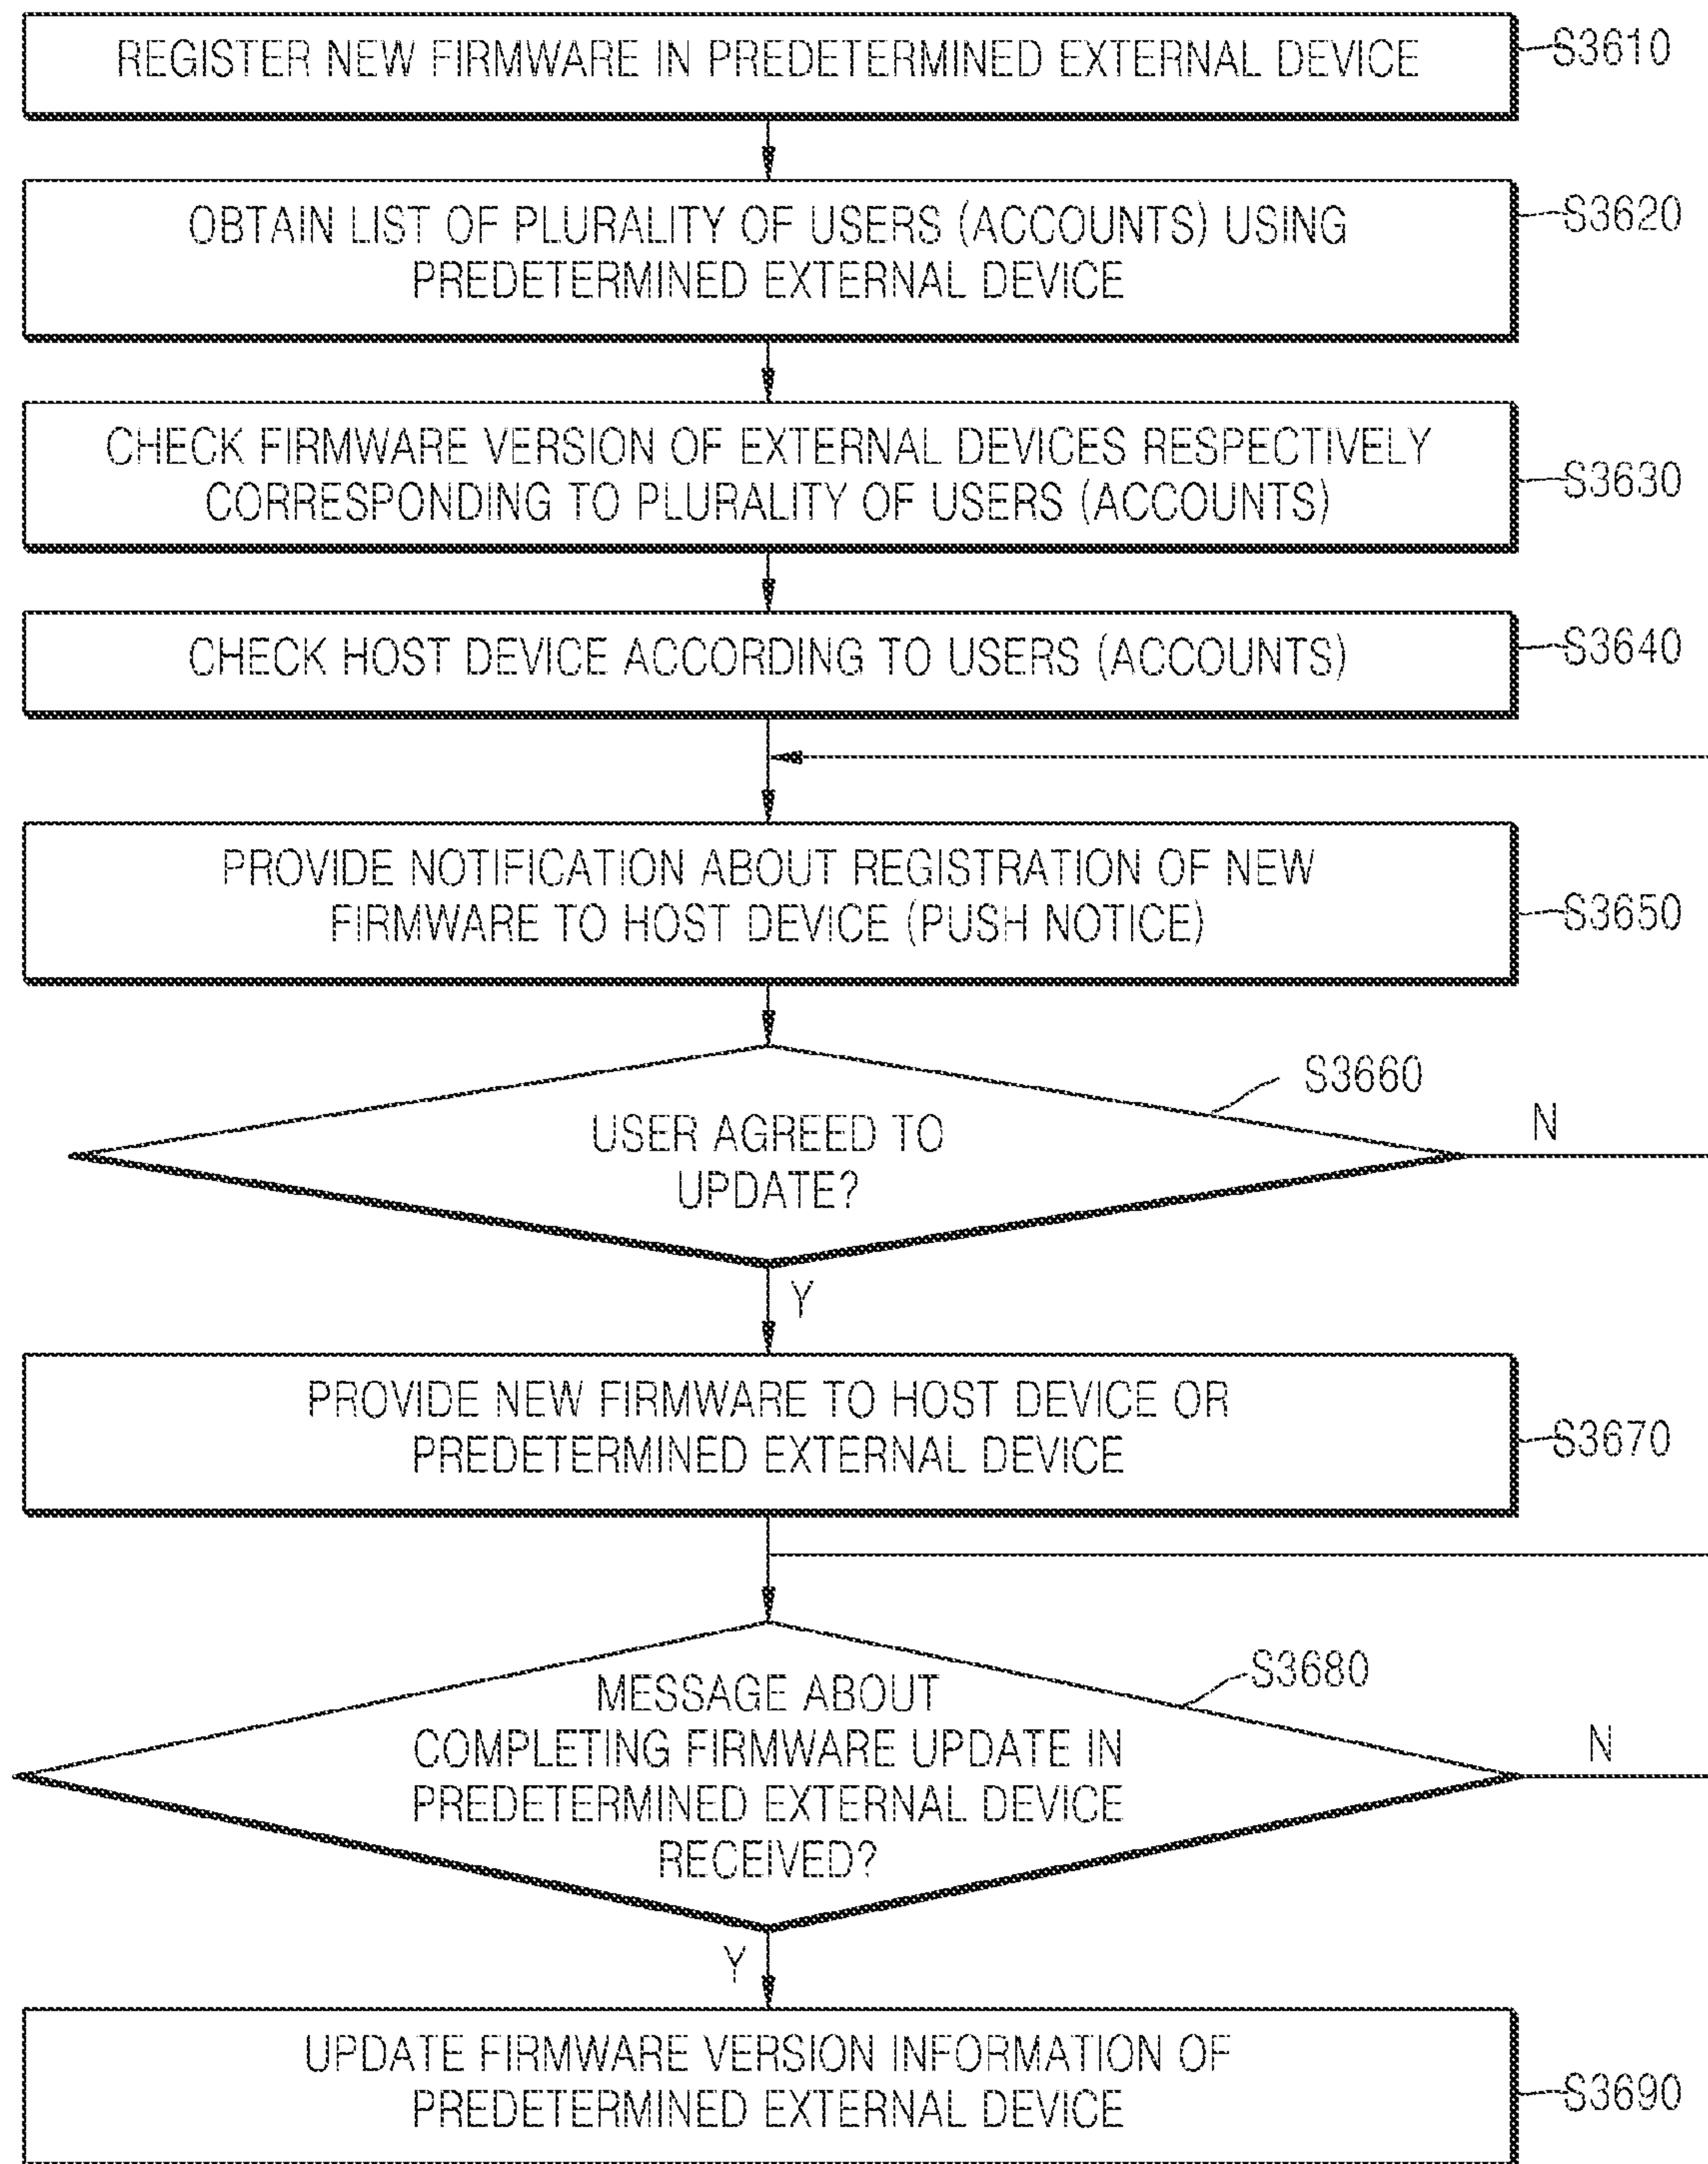 REGISTER NEW FIRMWARE IN PREDETERMINED EXTERNAL DEVICE
S3610
OBTAIN LIST OF PLURALITY OF USERS (ACCOUNTS) USING
PREDETERMINED EXTERNAL DEVICE
S3620
CHECK FIRMWARE VERSION OF EXTERNAL DEVICES RESPECTIVELY
CORRESPONDING TO PLURALITY OF USERS (ACCOUNTS)
S3630
CHECK HOST DEVICE ACCORDING TO USERS (ACCOUNTS)
S3640
PROVIDE NOTIFICATION ABOUT REGISTRATION OF NEW
FIRMWARE TO HOST DEVICE (PUSH NOTICE)
S3650
S3660
USER AGREED TO
UPDATE?
N
Y
PROVIDE NEW FIRMWARE TO HOST DEVICE OR
PREDETERMINED EXTERNAL DEVICE
S3670
S3680
MESSAGE ABOUT
COMPLETING FIRMWARE UPDATE IN
PREDETERMINED EXTERNAL DEVICE
RECEIVED?
N
Y
UPDATE FIRMWARE VERSION INFORMATION OF
PREDETERMINED EXTERNAL DEVICE
S3690